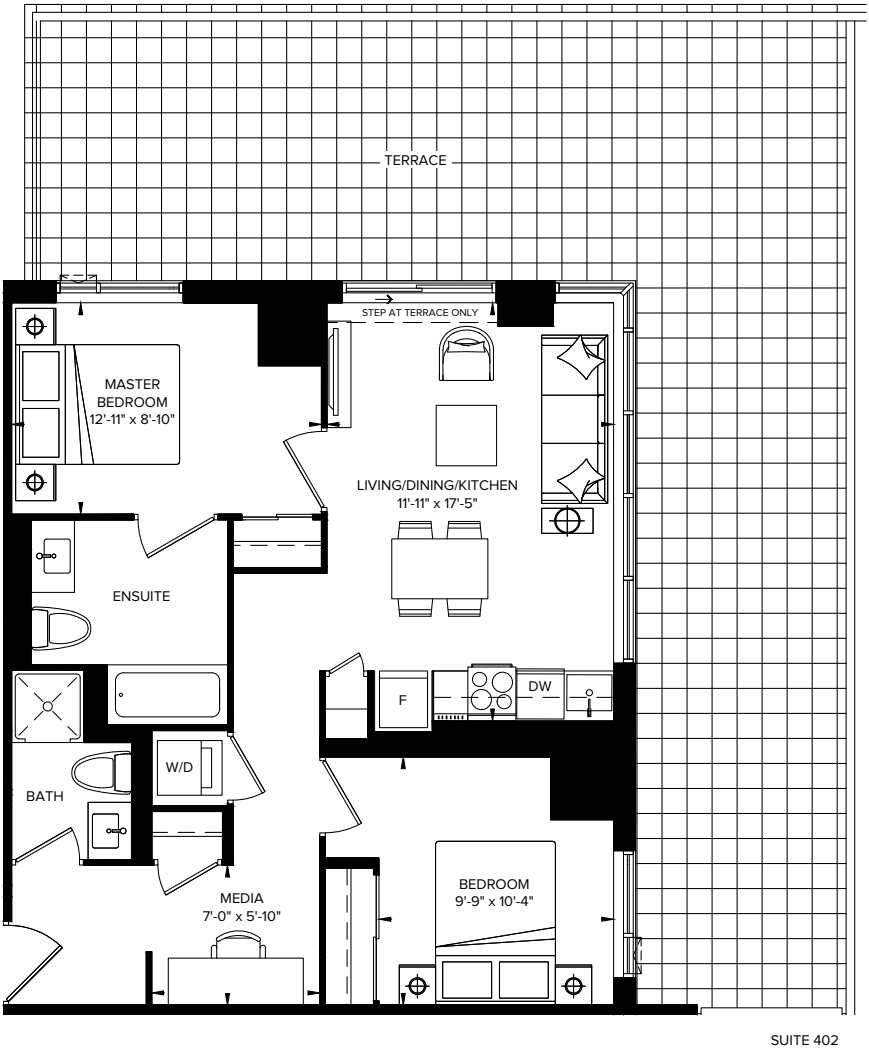 TERRACE
STEP AT TERRACE ONLY
MASTER
BEDROOM
12'-11" x 8'-10"
LIVING/DINING/KITCHEN
11'-11" x 17'-5"
ENSUITE
F
DW
W/D
BATH
MEDIA
7'-0" x 5'-10"
BEDROOM
9'-9" x 10'-4"
SUITE 402